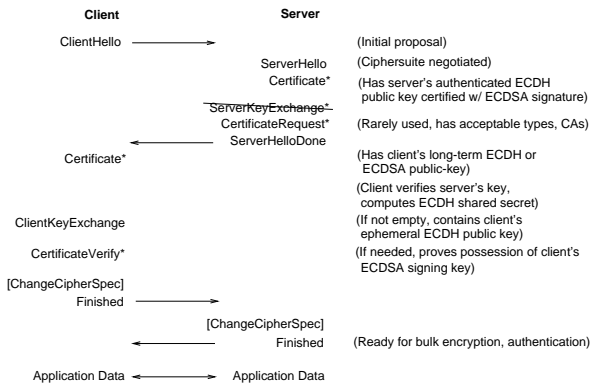 Client Server
ClientHello (Initial proposal)
ServerHello (Ciphersuite negotiated)
Certificate* (Has server's authenticated ECDH
public key certified w/ ECDSA signature)
ServerKeyExchange*
CertificateRequest* (Rarely used, has acceptable types, CAs)
ServerHelloDone
Certificate* (Has client's long-term ECDH or
ECDSA public-key)
(Client verifies server's key,
computes ECDH shared secret)
ClientKeyExchange (If not empty, contains client's
ephemeral ECDH public key)
CertificateVerify* (If needed, proves possession of client's
ECDSA signing key)
[ChangeCipherSpec]
Finished
[ChangeCipherSpec]
Finished (Ready for bulk encryption, authentication)
Application Data Application Data